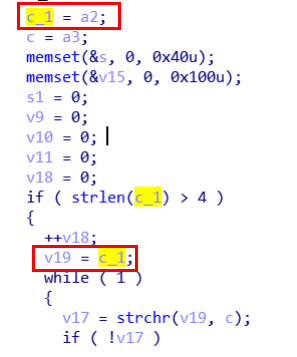 c_1 = a2;
c = a3;
memset(&s, 0, 0x40u);
memset(&v15, 0, 0x100u);
s1 = 0;
v9 = 0;
v10 = 0;
v11 = 0;
v18 = 0;
if ( strlen(c_1) > 4 )
{
++v18;
v19 = c_1;
while ( 1 )
{
v17 = strchr(v19, c);
if ( !v17 )